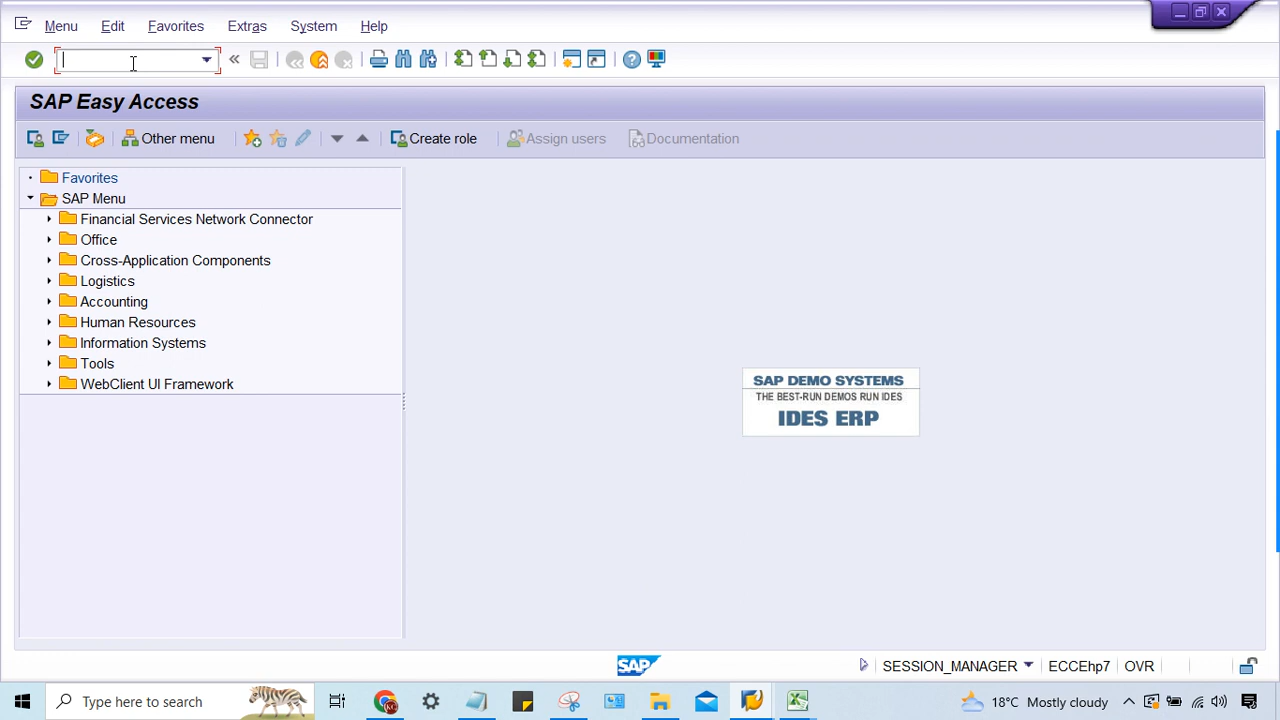 Menu Edit Favorites Extras System Help
SAP Easy Access
Other menu Create role Assign users Documentation
Favorites
SAP Menu
Financial Services Network Connector
Office
Cross-Application Components
Logistics
Accounting
Human Resources
Information Systems
Tools
WebClient UI Framework
SAP DEMO SYSTEMS
THE BEST-RUN DEMOS RUN IDES
IDES ERP
SAP SESSION_MANAGER ECCEhp7 OVR
Type here to search KC 18°C Mostly cloudy